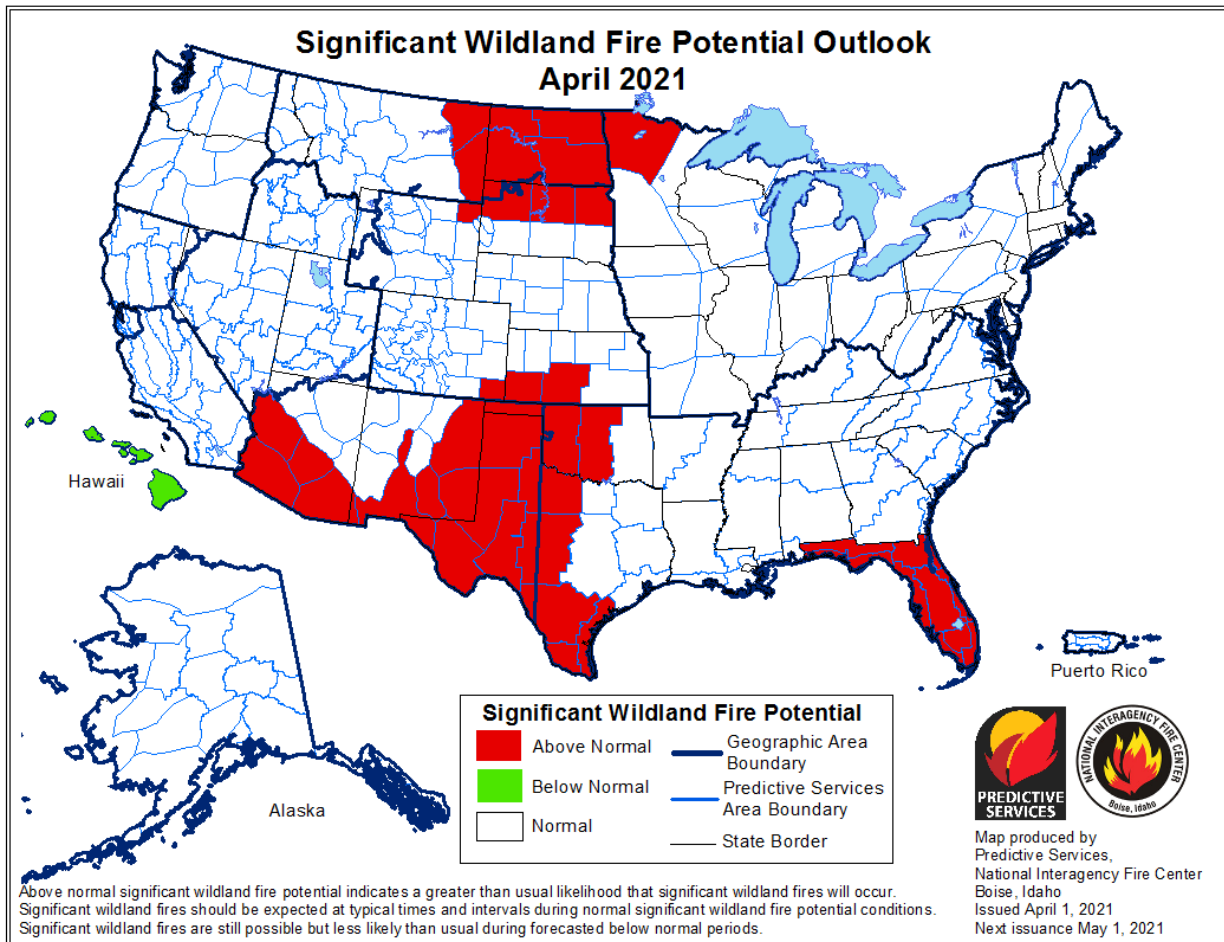 Significant Wildland Fire Potential Outlook
April 2021
Hawaii
Alaska
Puerto Rico
Significant Wildland Fire Potential
Above Normal
Below Normal
Normal
Geographic Area
Boundary
Predictive Services
Area Boundary
State Border
PREDICTIVE
SERVICES
NATIONAL INTERAGENCY FIRE CENTER
Boise, Idaho
Map produced by
Predictive Services,
National Interagency Fire Center
Boise, Idaho
Issued April 1, 2021
Next issuance May 1, 2021
Above normal significant wildland fire potential indicates a greater than usual likelihood that significant wildland fires will occur.
Significant wildland fires should be expected at typical times and intervals during normal significant wildland fire potential conditions.
Significant wildland fires are still possible but less likely than usual during forecasted below normal periods.